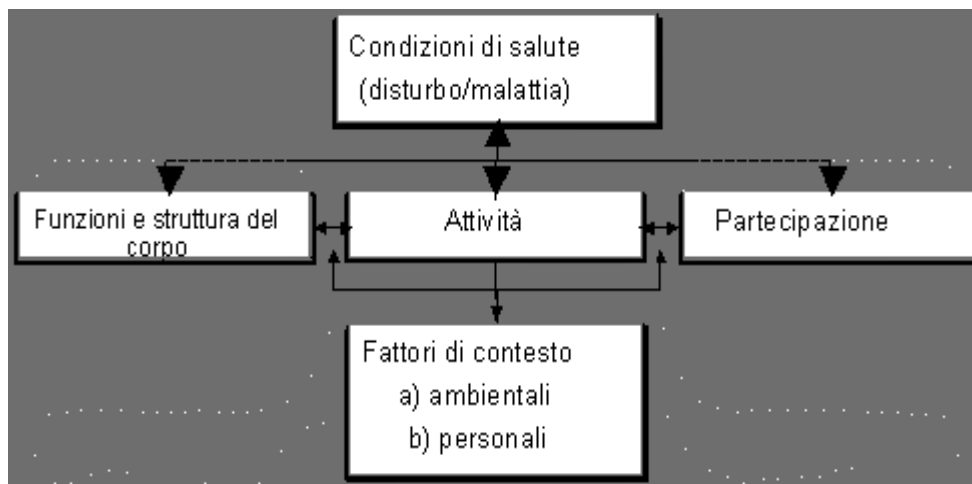 Condizioni di salute
(disturbo/malattia)
Funzioni e struttura del
corpo
Attività
Partecipazione
Fattori di contesto
a) ambientali
b) personali